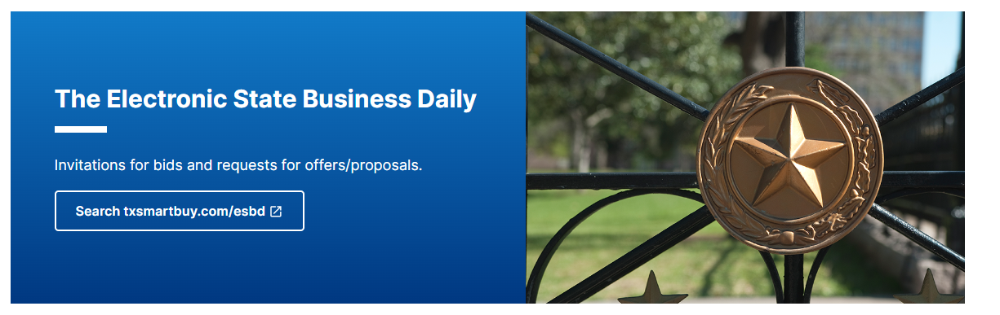 The Electronic State Business Daily
Invitations for bids and requests for offers/proposals.
Search txsmartbuy.com/esbd